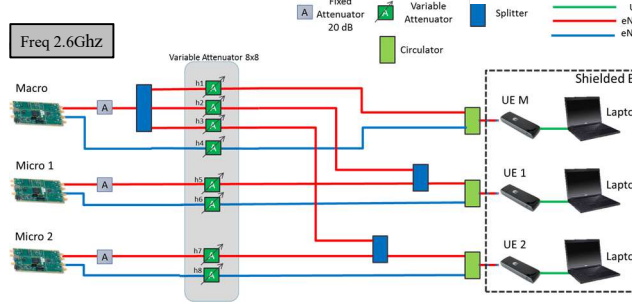 Fixed
Attenuator
20 dB
A
A
Variable
Attenuator
Splitter
Circulator
Freq 2.6Ghz
Variable Attenuator 8x8
Shielded
Macro
A
h1
A
h2
A
h3
A
h4
A
UE M
Micro 1
A
h5
A
h6
A
UE 1
Micro 2
A
h7
A
h8
A
UE 2